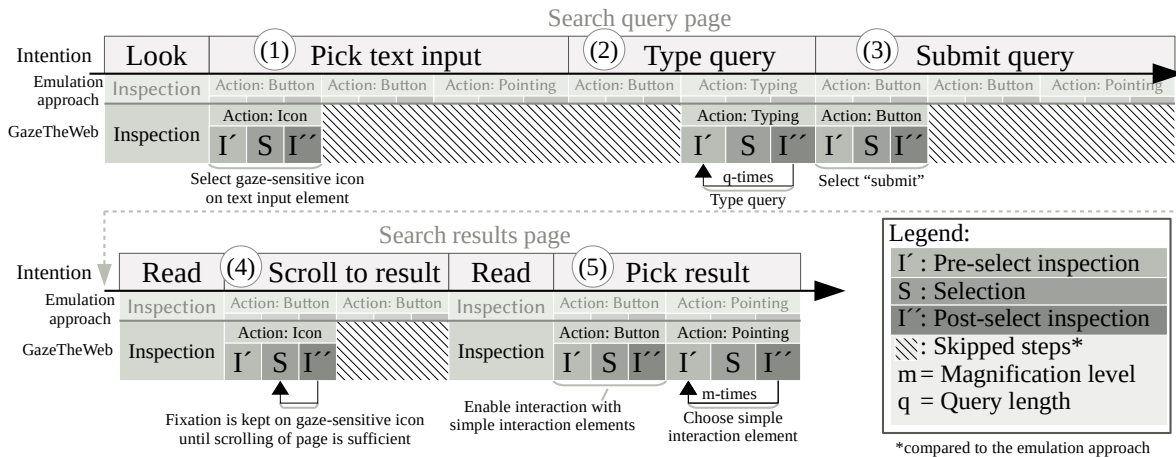 Search query page
Intention Look (1) Pick text input (2) Type query (3) Submit query
Emulation approach Inspection Action: Button Action: Button Action: Pointing Action: Button Action: Typing Action: Button Action: Button Action: Pointing
GazeTheWeb Inspection Action: Icon Action: Typing Action: Button
I´ S I´´ I´ S I´´ I´ S I´´
Select gaze-sensitive icon
on text input element
q-times
Type query
Select “submit”
Search results page
Intention Read (4) Scroll to result Read (5) Pick result
Emulation approach Inspection Action: Button Action: Button Inspection Action: Button Action: Pointing
GazeTheWeb Inspection Action: Icon Inspection Action: Button Action: Pointing
I´ S I´´ I´ S I´´ I´ S I´´
Fixation is kept on gaze-sensitive icon
until scrolling of page is sufficient
Enable interaction with
simple interaction elements
m-times
Choose simple
interaction element
Legend:
I´ : Pre-select inspection
S : Selection
I´´: Post-select inspection
: Skipped steps*
m= Magnification level
q = Query length
*compared to the emulation approach